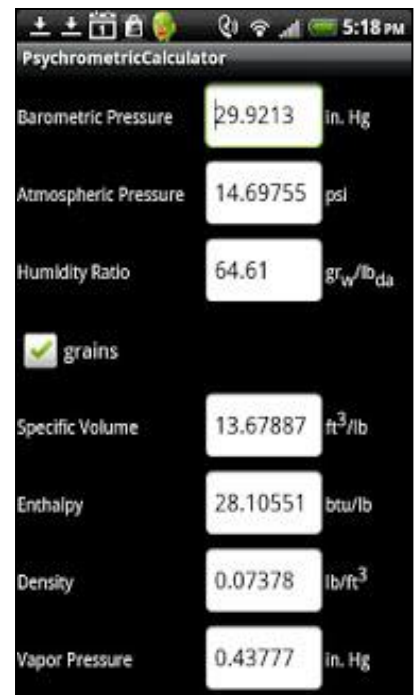 5:18 PM
PsychrometricCalculator
Barometric Pressure 29.9213 in. Hg
Atmospheric Pressure 14.69755 psi
Humidity Ratio 64.61 gr_w/lb_da
grains
Specific Volume 13.67887 ft³/lb
Enthalpy 28.10551 btu/lb
Density 0.07378 lb/ft³
Vapor Pressure 0.43777 in. Hg